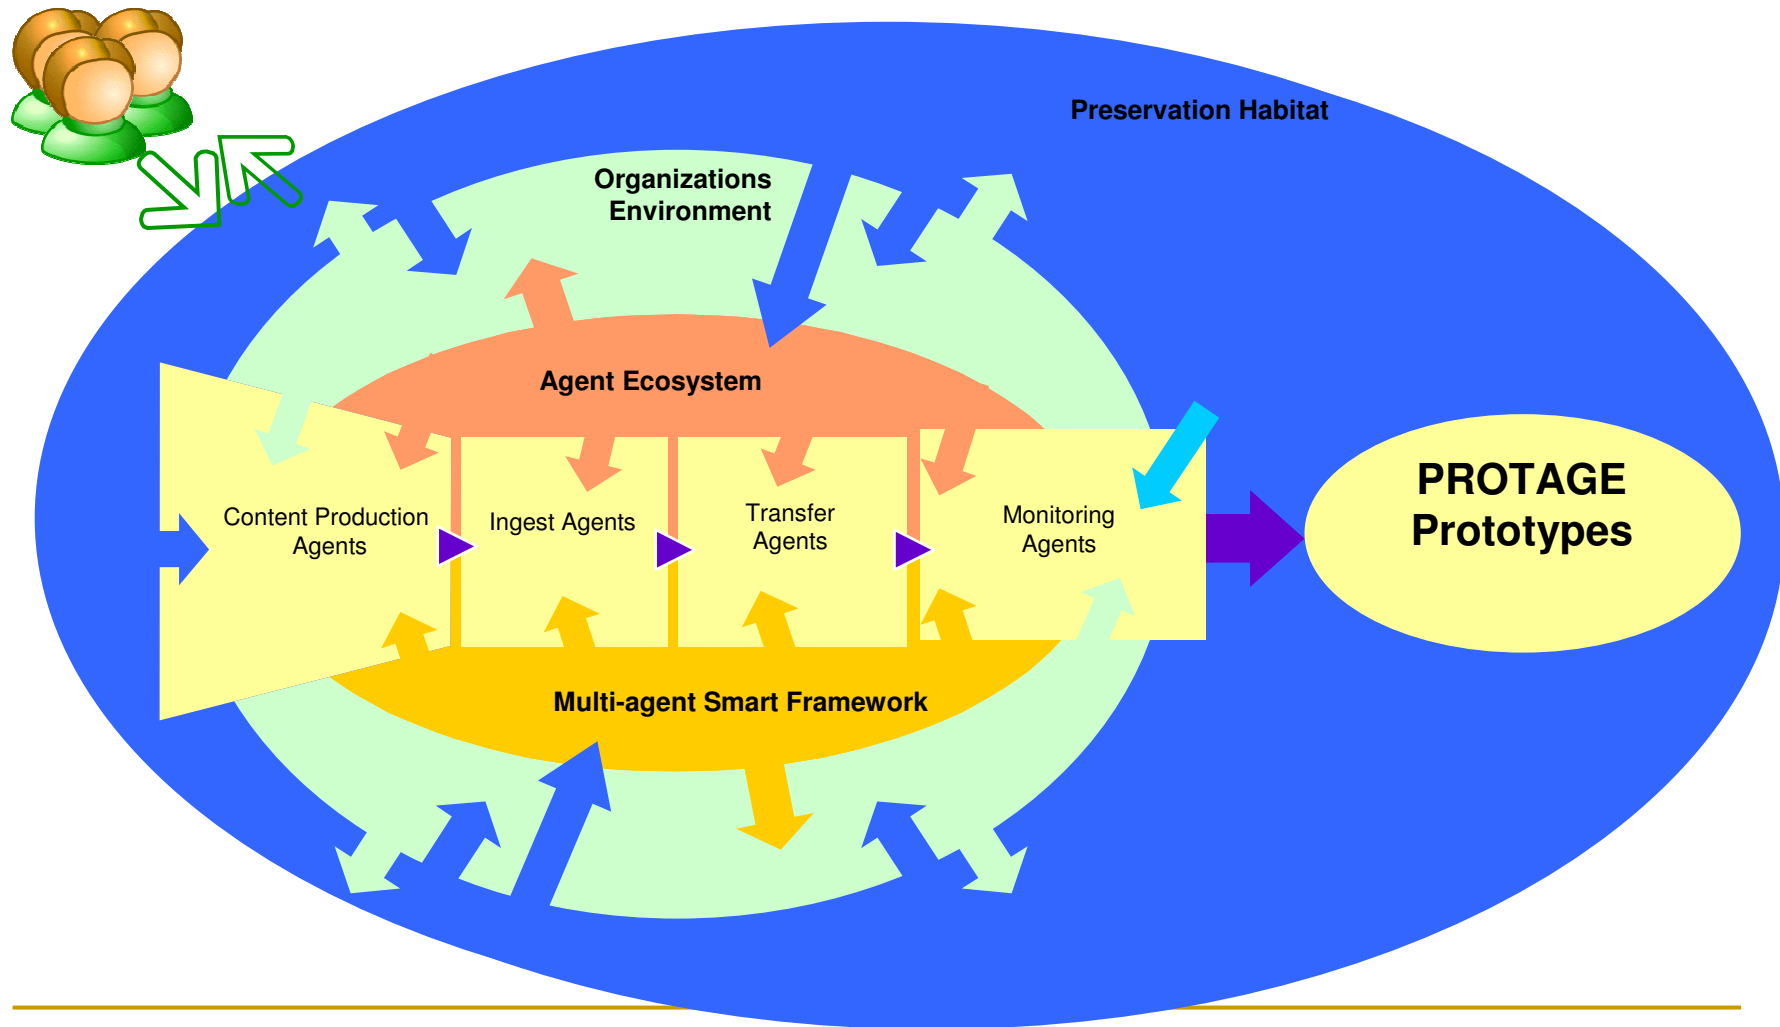 Preservation Habitat
Organizations
Environment
Agent Ecosystem
Content Production
Agents
Ingest Agents
Transfer
Agents
Monitoring
Agents
PROTAGE
Prototypes
Multi-agent Smart Framework